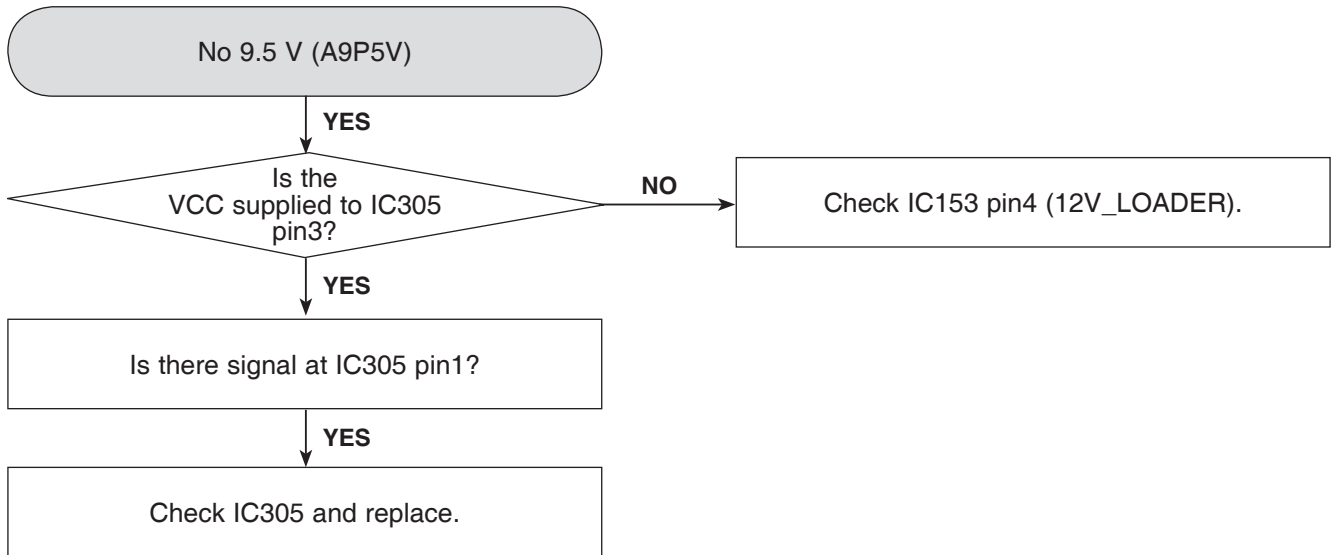 No 9.5 V (A9P5V)
YES
Is the
VCC supplied to IC305
pin3?
NO
Check IC153 pin4 (12V_LOADER).
YES
Is there signal at IC305 pin1?
YES
Check IC305 and replace.